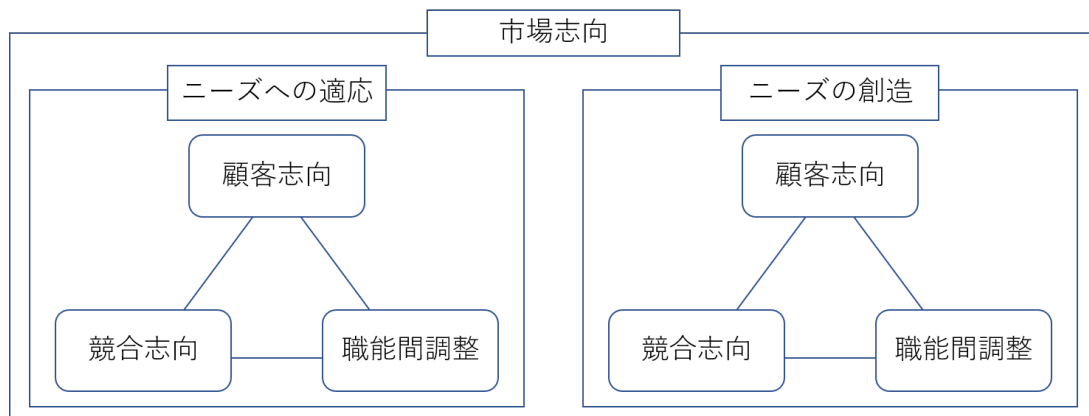 市場志向
ニーズへの適応
顧客志向
競合志向
職能間調整
ニーズの創造
顧客志向
競合志向
職能間調整